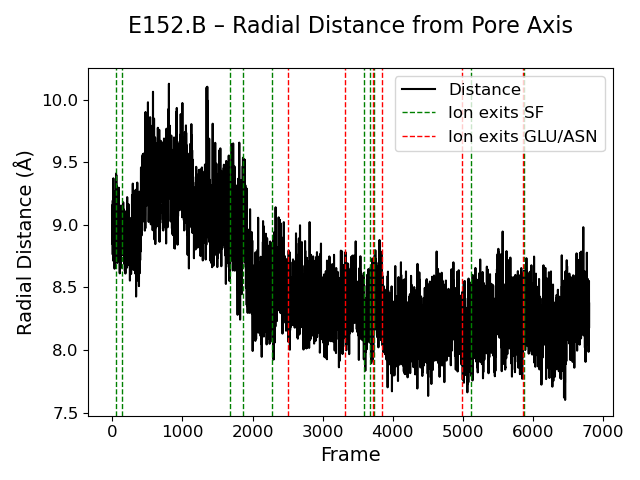 E152.B – Radial Distance from Pore Axis
Distance
Ion exits SF
Ion exits GLU/ASN
Radial Distance (Å)
10.0
9.5
9.0
8.5
8.0
7.5
0 1000 2000 3000 4000 5000 6000 7000
Frame